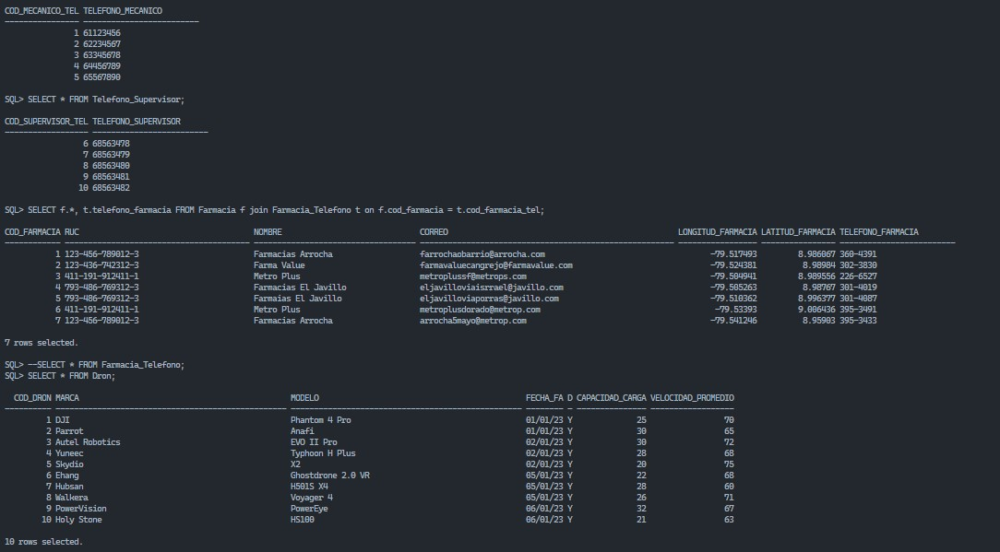 COD_MECANICO_TEL TELEFONO_MECANICO
---------------- -------------------------
1 61123456
2 62234567
3 63345678
4 64456789
5 65567890
SQL> SELECT * FROM Telefono_Supervisor;
COD_SUPERVISOR_TEL TELEFONO_SUPERVISOR
------------------ -------------------------
6 68563478
7 68563479
8 68563480
9 68563481
10 68563482
SQL> SELECT f.*, t.telefono_farmacia FROM Farmacia f join Farmacia_Telefono t on f.cod_farmacia = t.cod_farmacia_tel;
COD_FARMACIA RUC NOMBRE CORREO LONGITUD_FARMACIA LATITUD_FARMACIA TELEFONO_FARMACIA
------------ ---------------------------------------- ----------------------------------- ------------------------------------------------------- ----------------- ---------------- -------------------------
1 123-456-789012-3 Farmacias Arrocha farrochaobarrio@arrocha.com -79.517493 8.986067 360-4391
2 123-436-742312-3 Farma Value farmavaluecangrejo@farmavalue.com -79.524381 8.98984 302-3830
3 411-191-912411-1 Metro Plus metroplussf@metrops.com -79.504941 8.989556 226-6527
4 793-486-769312-3 Farmacias El Javillo eljavilloviaisrrael@javillo.com -79.505263 8.98767 301-4019
5 793-486-769312-3 Farmaias El Javillo eljavilloviaporras@javillo.com -79.510362 8.996377 301-4087
6 411-191-912411-1 Metro Plus metroplusdorado@metrop.com -79.53393 9.006436 395-3491
7 123-456-789012-3 Farmacias Arrocha arrocha5mayo@metrop.com -79.541246 8.95903 395-3433
7 rows selected.
SQL> --SELECT * FROM Farmacia_Telefono;
SQL> SELECT * FROM Dron;
COD_DRON MARCA MODELO FECHA_FA D CAPACIDAD_CARGA VELOCIDAD_PROMEDIO
---------- -------------------------------------------------- -------------------------------------------------- -------- - --------------- ------------------
1 DJI Phantom 4 Pro 01/01/23 Y 25 70
2 Parrot Anafi 01/01/23 Y 30 65
3 Autel Robotics EVO II Pro 02/01/23 Y 30 72
4 Yuneec Typhoon H Plus 02/01/23 Y 28 68
5 Skydio X2 02/01/23 Y 20 75
6 Ehang Ghostdrone 2.0 VR 05/01/23 Y 22 68
7 Hubsan H501S X4 05/01/23 Y 28 60
8 Walkera Voyager 4 05/01/23 Y 26 71
9 PowerVision PowerEye 06/01/23 Y 32 67
10 Holy Stone HS100 06/01/23 Y 21 63
10 rows selected.